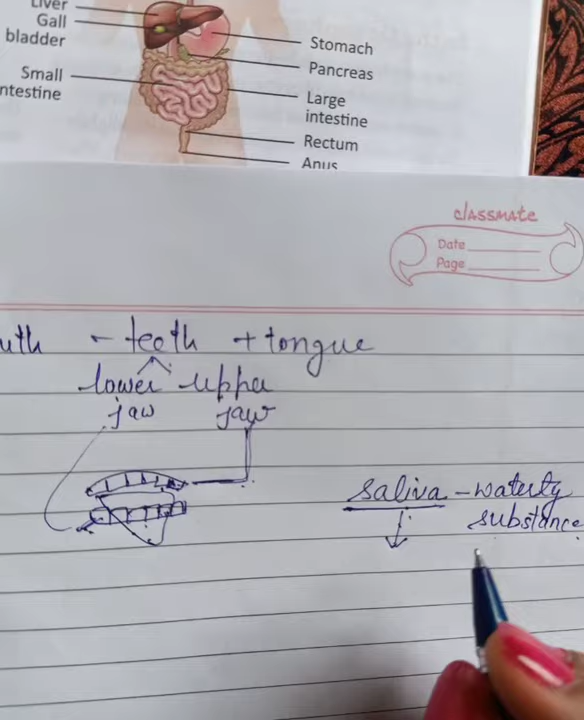 Liver
Gall
bladder
Small
ntestine
Stomach
Pancreas
Large
intestine
Rectum
Anus
classmate
Date
Page
uth - teeth + tongue
lower upper
jaw jaw
saliva - waterly
substance